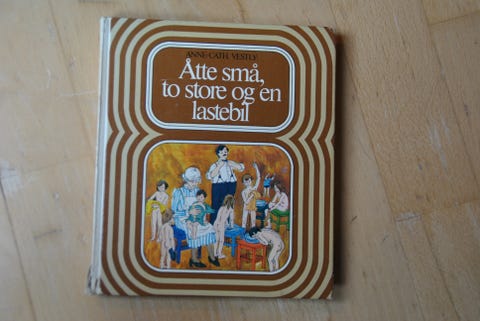 ANNE-CATH. VESTLY
Åtte små,
to store og en
lastebil